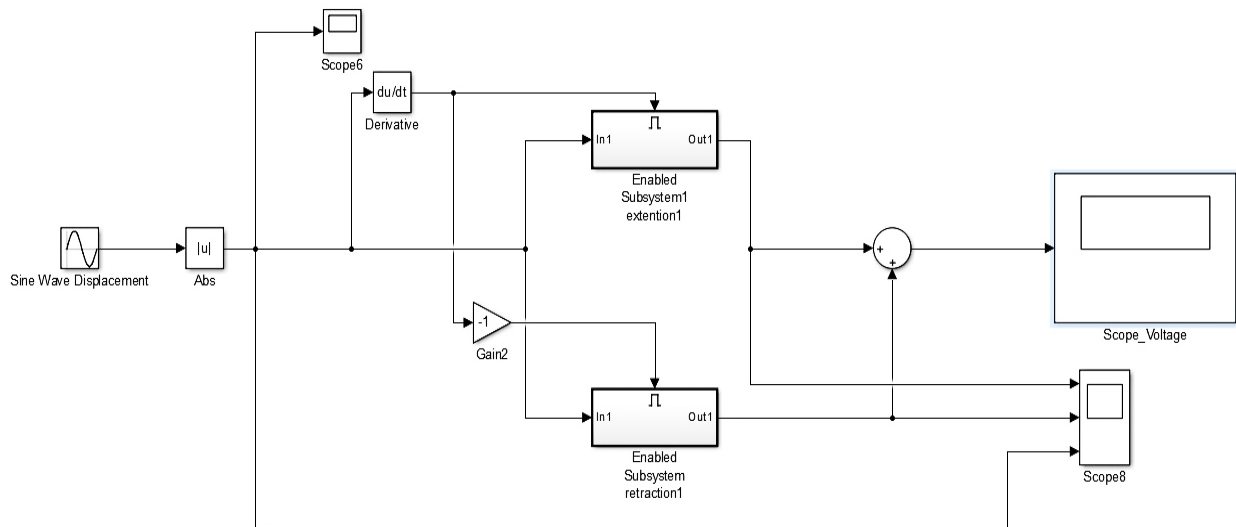 Scope6
du/dt
Derivative
In1
Out1
Enabled
Subsystem1
extention1
Sine Wave Displacement
|u|
Abs
+
+
Scope_Voltage
-1
Gain2
In1
Out1
Enabled
Subsystem
retraction1
Scope8